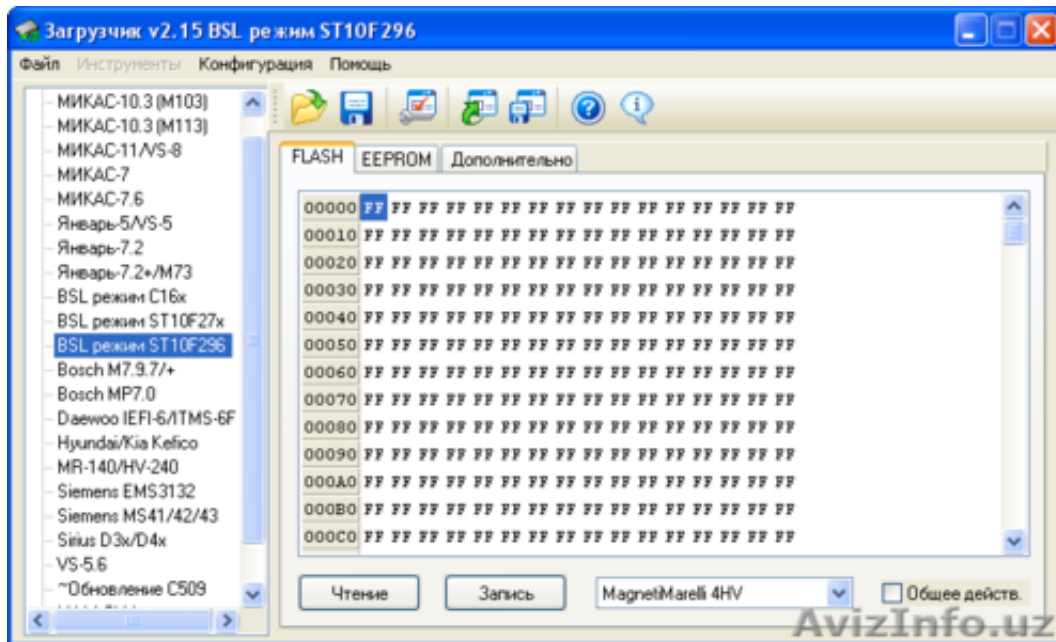 Загрузчик v2.15 BSL режим ST10F296
Файл Инструменты Конфигурация Помощь
МИКАС-10.3 (M103)
МИКАС-10.3 (M113)
МИКАС-11/VS-8
МИКАС-7
МИКАС-7.6
Январь-5/VS-5
Январь-7.2
Январь-7.2+/M73
BSL режим C16x
BSL режим ST10F27x
BSL режим ST10F296
Bosch M7.9.7/+
Bosch MP7.0
Daewoo IEFI-6/ITMS-6F
Hyundai/Kia Kefico
MR-140/HV-240
Siemens EMS3132
Siemens MS41/42/43
Sirius D3x/D4x
VS-5.6
~Обновление C509
FLASH EEPROM Дополнительно
00000 FF FF FF FF FF FF FF FF FF FF FF FF FF FF FF FF
00010 FF FF FF FF FF FF FF FF FF FF FF FF FF FF FF FF
00020 FF FF FF FF FF FF FF FF FF FF FF FF FF FF FF FF
00030 FF FF FF FF FF FF FF FF FF FF FF FF FF FF FF FF
00040 FF FF FF FF FF FF FF FF FF FF FF FF FF FF FF FF
00050 FF FF FF FF FF FF FF FF FF FF FF FF FF FF FF FF
00060 FF FF FF FF FF FF FF FF FF FF FF FF FF FF FF FF
00070 FF FF FF FF FF FF FF FF FF FF FF FF FF FF FF FF
00080 FF FF FF FF FF FF FF FF FF FF FF FF FF FF FF FF
00090 FF FF FF FF FF FF FF FF FF FF FF FF FF FF FF FF
000A0 FF FF FF FF FF FF FF FF FF FF FF FF FF FF FF FF
000B0 FF FF FF FF FF FF FF FF FF FF FF FF FF FF FF FF
000C0 FF FF FF FF FF FF FF FF FF FF FF FF FF FF FF FF
Чтение Запись MagnetiMarelli 4HV Общее действ.
AvizInfo.uz